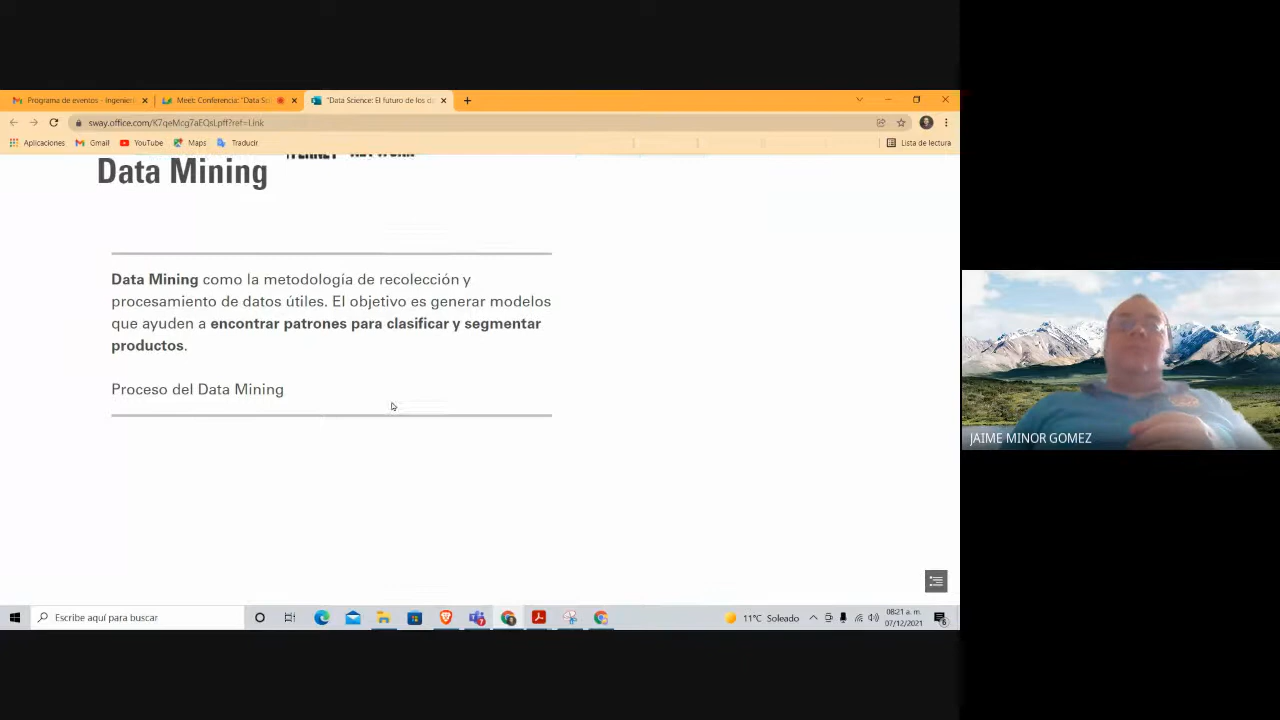 Programa de eventos - Ingenier
Meet: Conferencia: "Data Sci
"Data Science: El futuro de los da
sway.office.com/K7qeMcg7aEQsLpff?ref=Link
Aplicaciones
Gmail
YouTube
Maps
Traducir
Lista de lectura
Data Mining
Data Mining como la metodología de recolección y
procesamiento de datos útiles. El objetivo es generar modelos
que ayuden a encontrar patrones para clasificar y segmentar
productos.
Proceso del Data Mining
JAIME MINOR GOMEZ
Escribe aquí para buscar
11°C Soleado
08:21 a. m.
07/12/2021